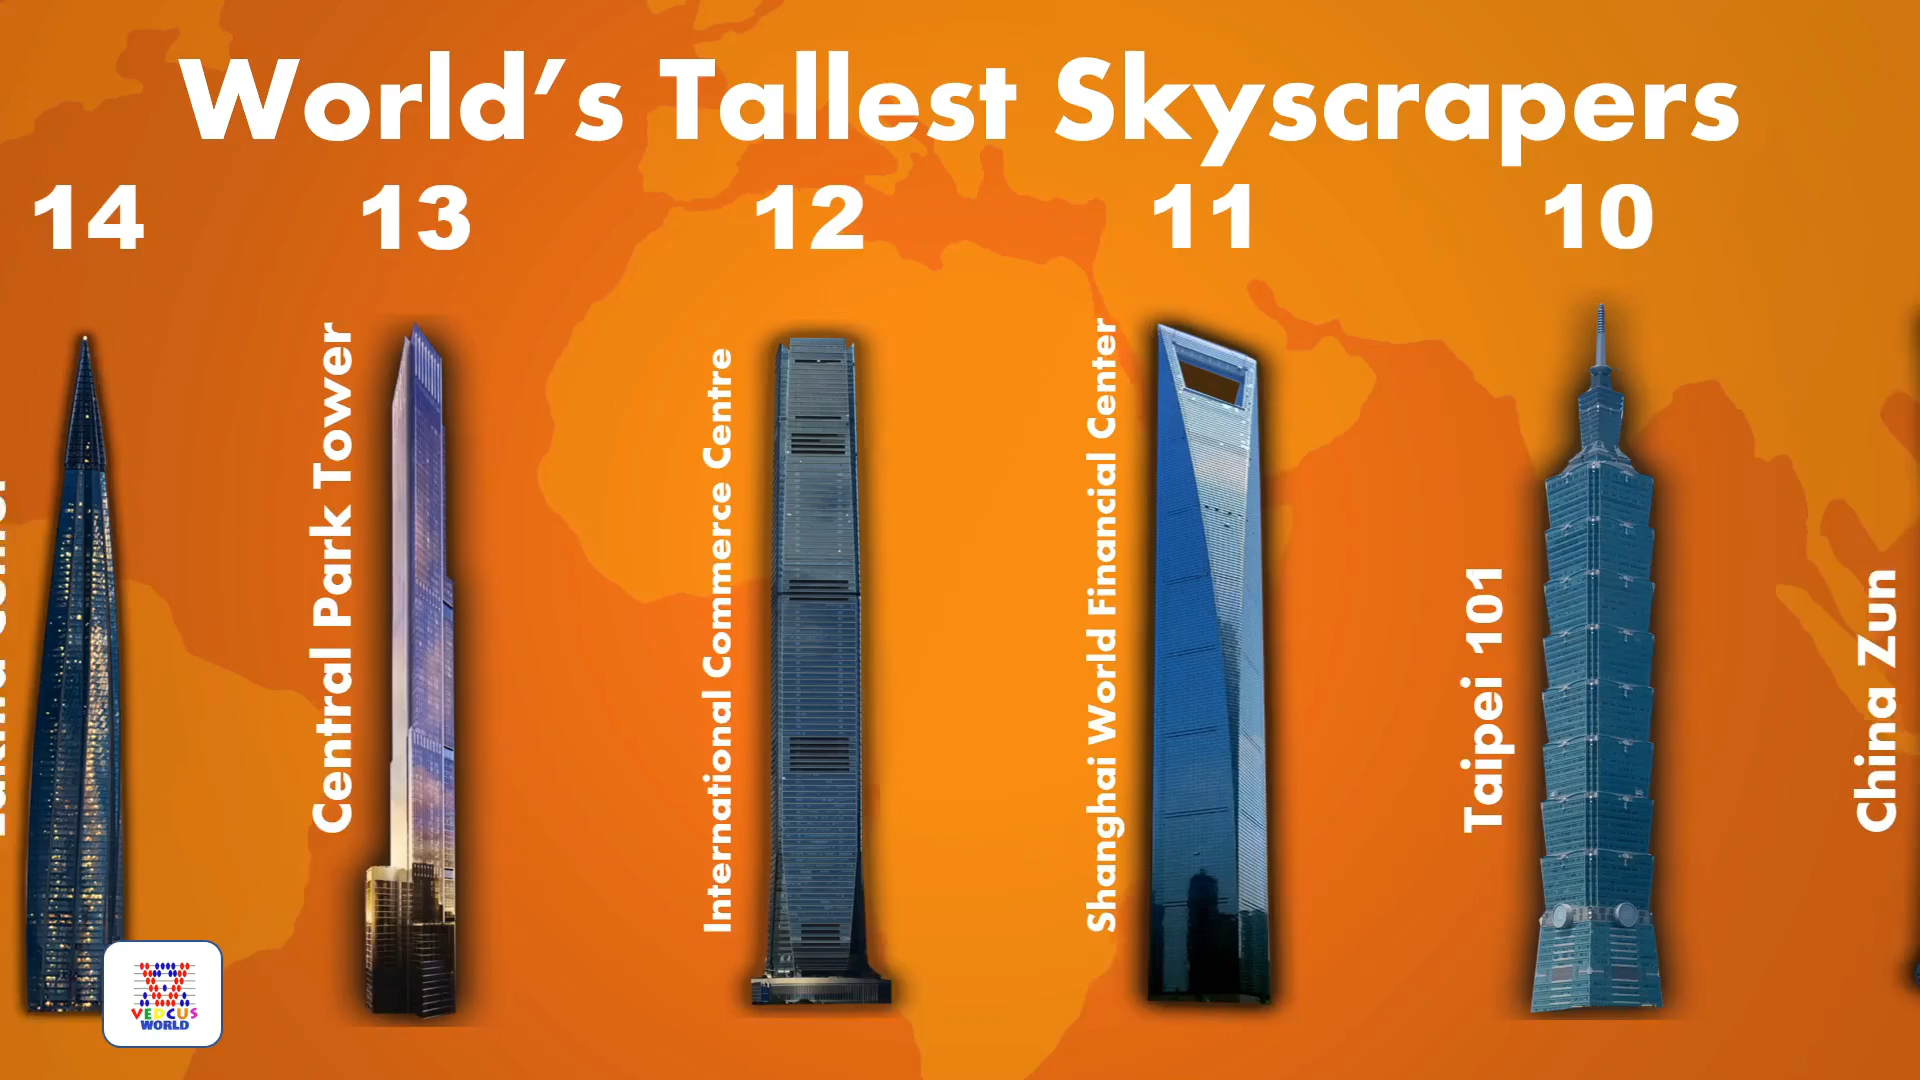 World's Tallest Skyscrapers
14
13
12
11
10
Central Park Tower
International Commerce Centre
Shanghai World Financial Center
Taipei 101
China Zun
VEDCUS
WORLD